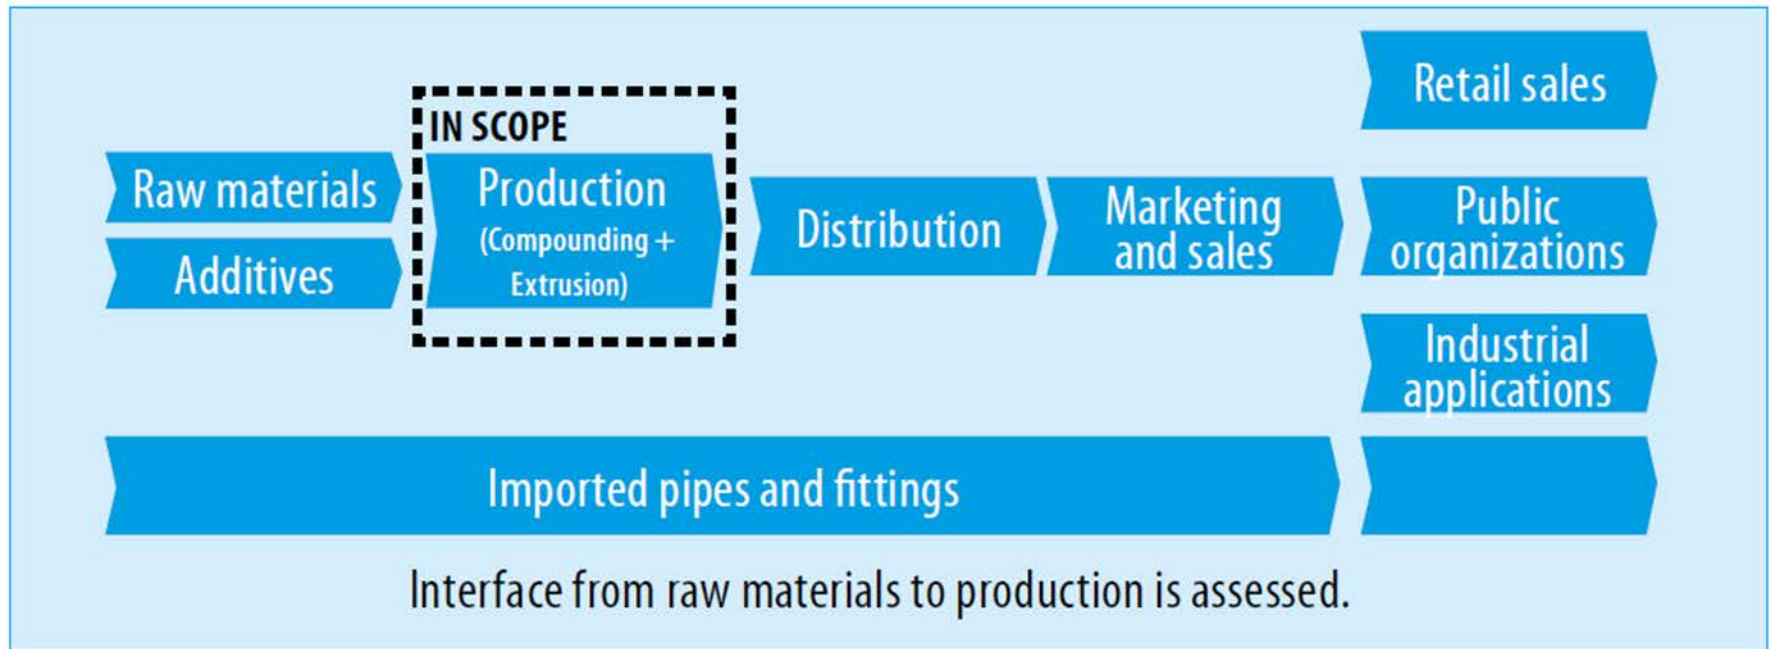 IN SCOPE
Raw materials
Additives
Production
(Compounding +
Extrusion)
Distribution
Marketing
and sales
Retail sales
Public
organizations
Industrial
applications
Imported pipes and fittings
Interface from raw materials to production is assessed.